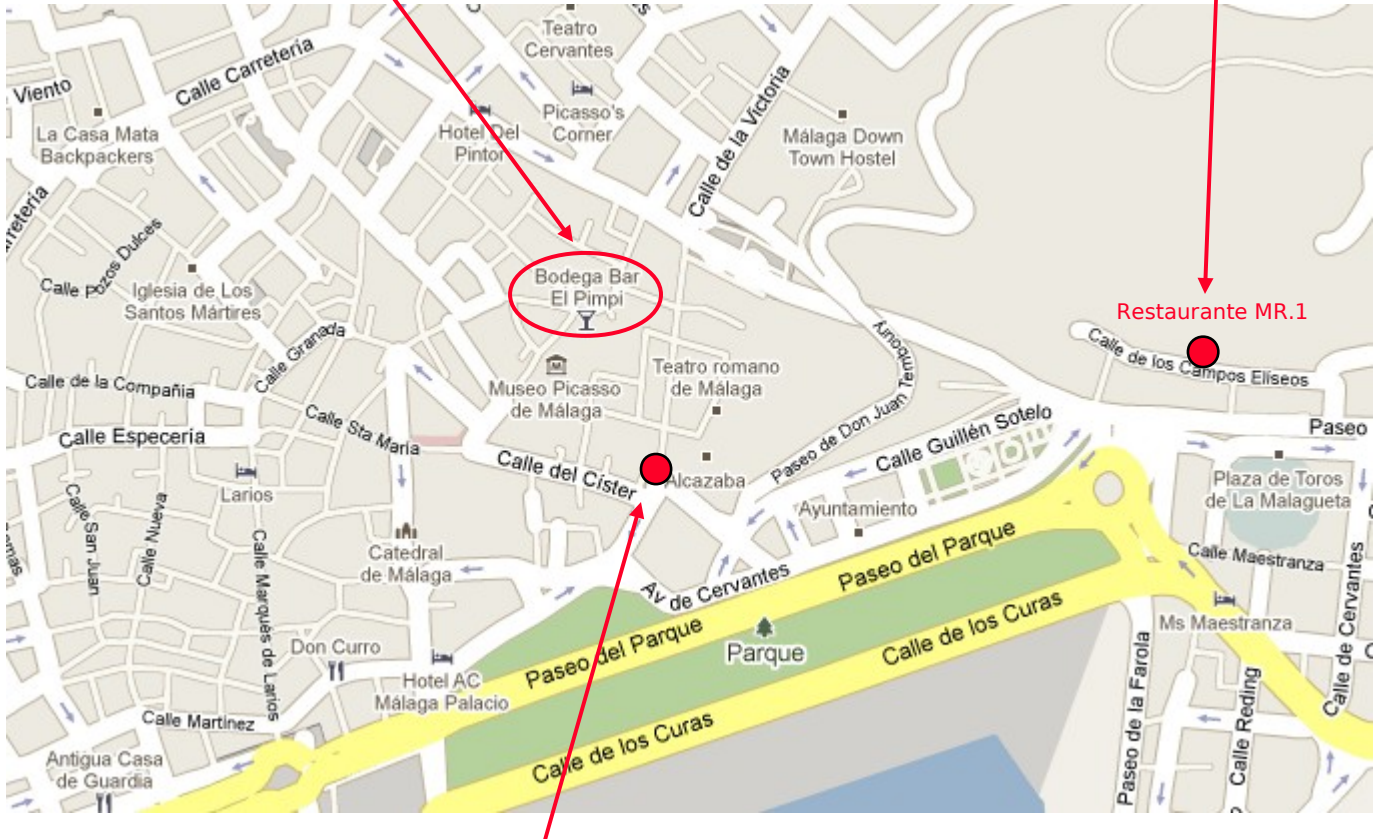 Teatro
Cervantes
Calle Carretería
Viento
Picasso's
Corner
Calle de la Victoria
La Casa Mata
Backpackers
Hotel Del
Pintor
Málaga Down
Town Hostel
Calle Pozos Dulces
Iglesia de Los
Santos Mártires
Bodega Bar
El Pimpi
Restaurante MR.1
Calle de los Campos Elíseos
Calle Granada
Paseo de Don Juan Temboury
Teatro romano
de Málaga
M
Museo Picasso
de Málaga
Calle de la Compañía
Calle Sta María
Calle Guillén Sotelo
Paseo
Calle Especería
Calle del Císter
Alcazaba
Plaza de Toros
de La Malagueta
Larios
Ayuntamiento
Calle San Juan
Calle Nueva
Calle Marqués de Larios
Catedral
de Málaga
Paseo del Parque
Calle Maestranza
Av de Cervantes
Calle de Cervantes
Ms Maestranza
Calle de los Curas
Parque
Paseo del Parque
Don Curro
Hotel AC
Málaga Palacio
Paseo de la Farola
Calle Reding
Calle Martínez
Calle de los Curas
Antigua Casa
de Guardia